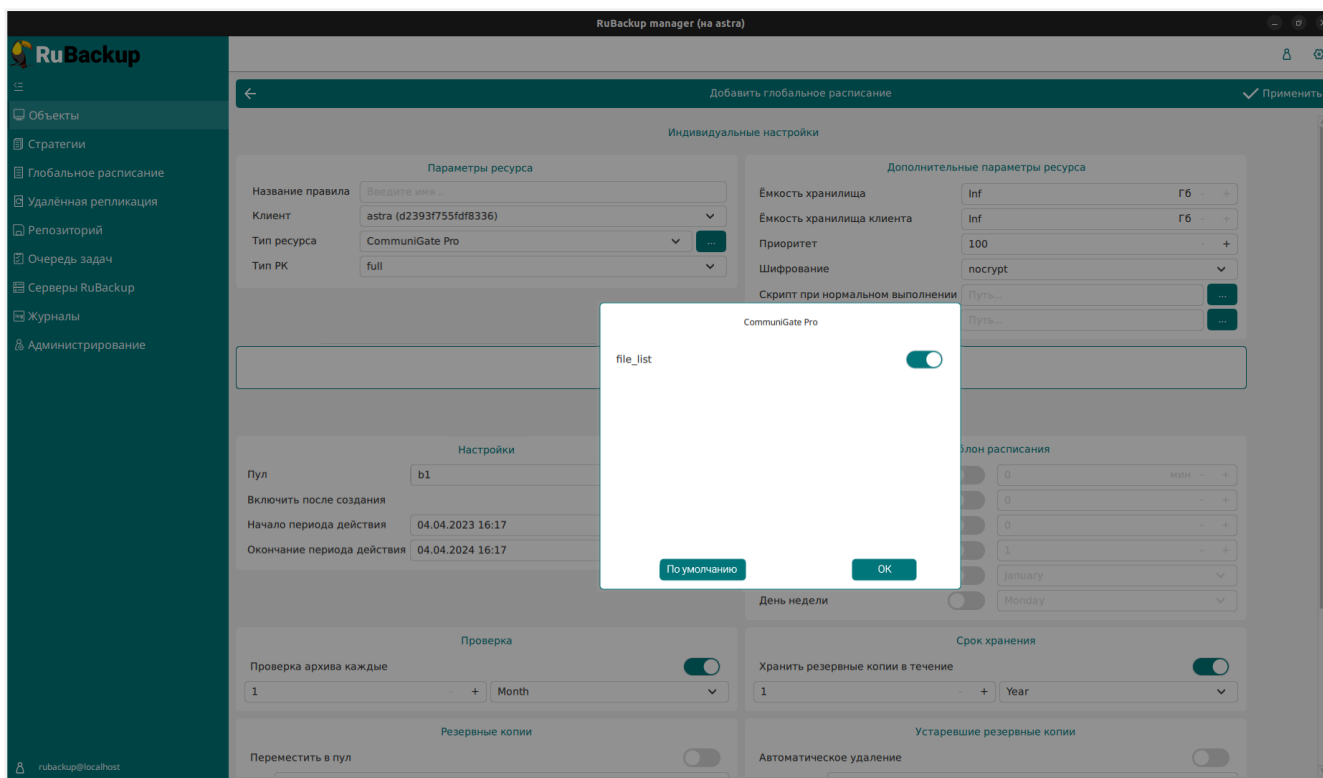 RuBackup manager (на astra)
RuBackup
Добавить глобальное расписание
Применить
Объекты
Стратегии
Глобальное расписание
Удалённая репликация
Репозиторий
Очередь задач
Серверы RuBackup
Журналы
Администрирование
rubackup@localhost
Индивидуальные настройки
Параметры ресурса
Название правила Введите имя ..
Клиент astra (d2393f755fdf8336)
Тип ресурса CommuniGate Pro ...
Тип РК full
Дополнительные параметры ресурса
Ёмкость хранилища Inf Гб - +
Ёмкость хранилища клиента Inf Гб - +
Приоритет 100 - +
Шифрование nocrypt
Скрипт при нормальном выполнении Путь... ...
Путь... ...
CommuniGate Pro
file_list
По умолчанию OK
Настройки
Пул b1
Включить после создания
Начало периода действия 04.04.2023 16:17
Окончание периода действия 04.04.2024 16:17
блон расписания
0 мин - +
0 - +
0 - +
1 - +
January
День недели Monday
Проверка
Проверка архива каждые
1 - + Month
Срок хранения
Хранить резервные копии в течение
1 - + Year
Резервные копии
Переместить в пул
Устаревшие резервные копии
Автоматическое удаление